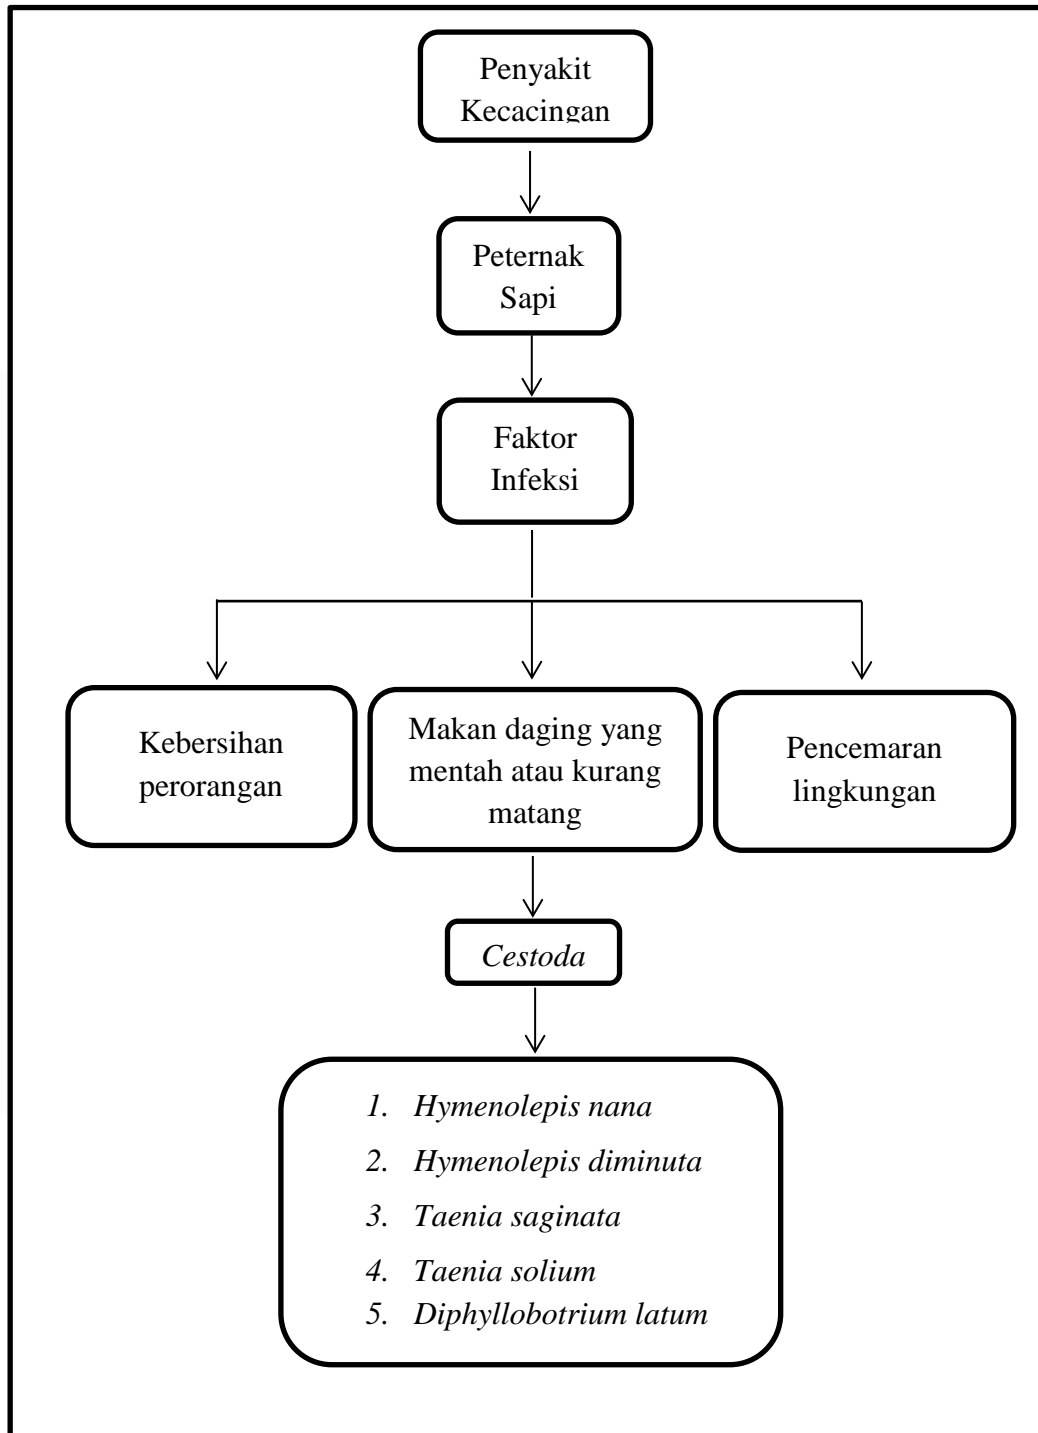 Penyakit
Kecacingan
Peternak
Sapi
Faktor
Infeksi
Kebersihan
perorangan
Makan daging yang
mentah atau kurang
matang
Pencemaran
lingkungan
Cestoda
1. Hymenolepis nana
2. Hymenolepis diminuta
3. Taenia saginata
4. Taenia solium
5. Diphyllobotrium latum